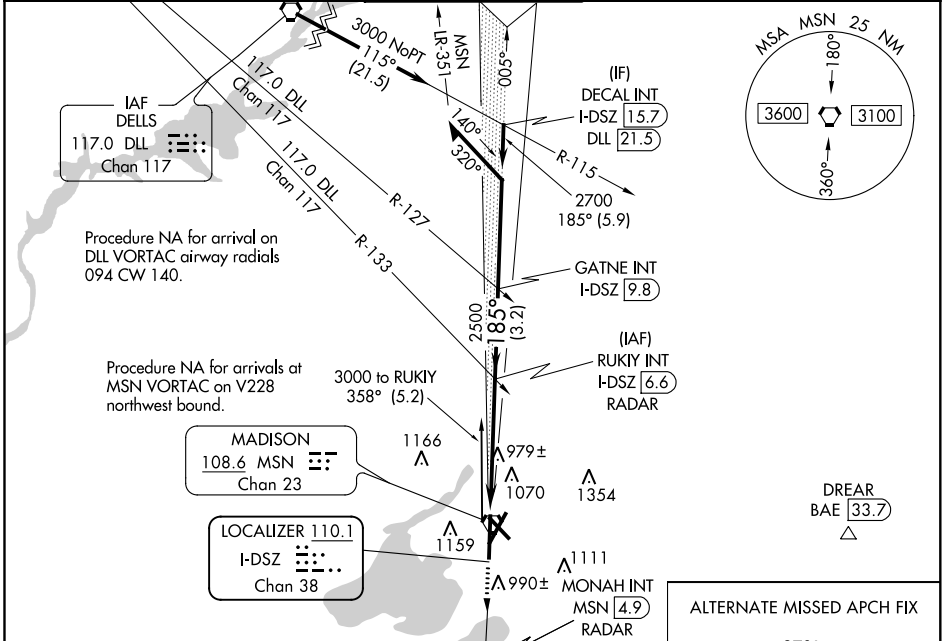 3000 NoPT
115°
(21.5)
MSN
LR-351
005°
117.0 DLL
Chan 117
117.0 DLL
Chan 117
IAF
DELLS
117.0 DLL
Chan 117
140°
320°
(IF)
DECAL INT
I-DSZ 15.7
DLL 21.5
R-115
2700
185° (5.9)
MSA MSN 25 NM
180°
3600
3100
360°
R-127
R-133
Procedure NA for arrival on
DLL VORTAC airway radials
094 CW 140.
GATNE INT
I-DSZ 9.8
2500
185°
(3.2)
(IAF)
RUKIY INT
I-DSZ 6.6
RADAR
Procedure NA for arrivals at
MSN VORTAC on V228
northwest bound.
3000 to RUKIY
358° (5.2)
MADISON
108.6 MSN
Chan 23
1166
979±
1070
1354
DREAR
BAE 33.7
LOCALIZER 110.1
I-DSZ
Chan 38
1159
1111
990±
MONAH INT
MSN 4.9
RADAR
ALTERNATE MISSED APCH FIX